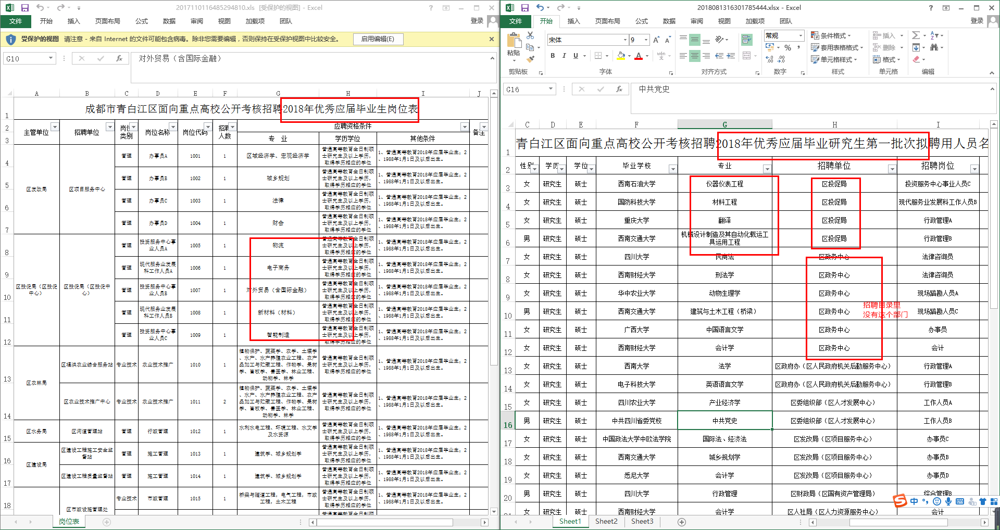 2017110116485294810.xls [受保护的视图] - Excel
文件 开始 插入 页面布局 公式 数据 审阅 视图 加载项 团队 登录
受保护的视图 请注意 - 来自 Internet 的文件可能包含病毒。除非您需要编辑，否则保持在受保护视图中比较安全。 启用编辑(E)
G10 fx 对外贸易（含国际金融）
A B C D E F G H I J
1 成都市青白江区面向重点高校公开考核招聘2018年优秀应届毕业生岗位表
2 主管单位 招聘单位 岗位类别 岗位名称 岗位代码 招聘人数 应聘资格条件 备注
3 专 业 学历学位 其他条件
4 区发改局 区项目服务中心 管理 办事员A 1001 1 区域经济学、宏观经济学 普通高等教育全日制硕士研究生及以上学历，取得学历相应的学位 1、普通高等教育2018年应届毕业生；2、1988年1月1日及以后出生。
5 管理 办事员B 1002 1 城乡规划 普通高等教育全日制硕士研究生及以上学历，取得学历相应的学位 1、普通高等教育2018年应届毕业生；2、1988年1月1日及以后出生。
6 管理 办事员C 1003 1 法律 普通高等教育全日制硕士研究生及以上学历，取得学历相应的学位 1、普通高等教育2018年应届毕业生；2、1988年1月1日及以后出生。
7 管理 办事员D 1004 1 财会 普通高等教育全日制硕士研究生及以上学历，取得学历相应的学位 1、普通高等教育2018年应届毕业生；2、1988年1月1日及以后出生。
8 区投促局（区投促中心） 区投促局（区投促中心） 管理 投资服务中心事业人员A 1005 1 物流 普通高等教育全日制硕士研究生及以上学历，取得学历相应的学位 1、普通高等教育2018年应届毕业生；2、1988年1月1日及以后出生。
9 管理 现代服务业发展科工作人员A 1006 1 电子商务 普通高等教育全日制硕士研究生及以上学历，取得学历相应的学位 1、普通高等教育2018年应届毕业生；2、1988年1月1日及以后出生。
10 管理 投资服务中心事业人员B 1007 1 对外贸易（含国际金融） 普通高等教育全日制硕士研究生及以上学历，取得学历相应的学位 1、普通高等教育2018年应届毕业生；2、1988年1月1日及以后出生。
11 管理 现代服务业发展科工作人员B 1008 1 新材料（材料） 普通高等教育全日制硕士研究生及以上学历，取得学历相应的学位 1、普通高等教育2018年应届毕业生；2、1988年1月1日及以后出生。
12 管理 投资服务中心事业人员C 1009 1 智能制造 普通高等教育全日制硕士研究生及以上学历，取得学历相应的学位 1、普通高等教育2018年应届毕业生；2、1988年1月1日及以后出生。
13 区农林局 区福洪农业综合服务站 专业技术 农业技术推广 1010 1 植物保护、蔬菜学、农学、土壤学、水产、水产养殖农业工程、农产品加工与贮藏工程、作物学、果树学、畜牧学、兽医学、林业工程、动物学、林学 普通高等教育全日制硕士研究生及以上学历，取得学历相应的学位 1、普通高等教育2018年应届毕业生；2、1988年1月1日及以后出生。
14 区农业技术推广中心 专业技术 农业技术推广 1011 2 植物保护、蔬菜学、农学、土壤学、水产、水产养殖农业工程、农产品加工与贮藏工程、作物学、果树学、畜牧学、兽医学、林业工程、动物学、林学 普通高等教育全日制硕士研究生及以上学历，取得学历相应的学位 1、普通高等教育2018年应届毕业生；2、1988年1月1日及以后出生。
15 区水务局 区河道管理站 管理 行政管理 1012 1 水利水电工程、环境工程、水文学及水资源 普通高等教育全日制硕士研究生及以上学历，取得学历相应的学位 1、普通高等教育2018年应届毕业生；2、1988年1月1日及以后出生。
16 区建设局 区建设工程施工安全监督站 管理 施工管理 1013 1 建筑学、城乡规划学 普通高等教育全日制硕士研究生及以上学历，取得学历相应的学位 1、普通高等教育2018年应届毕业生；2、1988年1月1日及以后出生。
17 区建设工程质量监督站 管理 施工管理 1014 1 建筑学、城乡规划学 普通高等教育全日制硕士研究生及以上学历，取得学历相应的学位 1、普通高等教育2018年应届毕业生；2、1988年1月1日及以后出生。
18 区市政设施管理处 专业技术 市政管理 1015 1 桥梁与隧道工程，电气工程，市政工程，土木工程 普通高等教育全日制硕士研究生及以上学历，取得学历相应的学位 1、普通高等教育2018年应届毕业生；2、1988年1月1日及以后出生。
岗位表
2018081316301785444.xlsx - Excel
文件 开始 插入 页面布局 公式 数据 审阅 视图 加载项 团队 登录
粘贴 宋体 9 A A 常规 条件格式 插入
B I U A wén % 套用表格格式 删除
单元格样式 格式
剪贴板 字体 对齐方式 数字 样式 单元格 编辑
G16 fx 中共党史
C D E F G H I
1 青白江区面向重点高校公开考核招聘2018年优秀应届毕业研究生第一批次拟聘用人员名
2 性别 学历 学位 毕业学校 专业 招聘单位 招聘岗位
3 女 研究生 硕士 西南石油大学 仪器仪表工程 区投促局 投资服务中心事业人员C
4 女 研究生 硕士 国防科技大学 材料工程 区投促局 现代服务业发展科工作人员B
5 女 研究生 硕士 重庆大学 翻译 区投促局 行政管理A
6 男 研究生 硕士 西南交通大学 机械设计制造及其自动化载运工具运用工程 区投促局 行政管理B
7 女 研究生 硕士 四川大学 民商法 区政务中心 法律咨询员
8 女 研究生 硕士 西南财经大学 刑法学 区政务中心 法律咨询员
9 女 研究生 硕士 华中农业大学 动物生理学 区政务中心 现场踏勘人员A
招聘目录里
没有这个部门
10 男 研究生 硕士 西南交通大学 建筑与土木工程（桥梁） 区政务中心 现场踏勘人员C
11 女 研究生 硕士 广西大学 中国语言文学 区政务中心 办事员
12 女 研究生 硕士 西南财经大学 会计学 区政务中心 会计
13 女 研究生 硕士 西南大学 法学 区政府办（区人民政府机关后勤服务中心） 行政管理A
14 女 研究生 硕士 电子科技大学 英语语言文学 区政府办（区人民政府机关后勤服务中心） 行政管理B
15 女 研究生 硕士 四川农业大学 产业经济学 区委组织部（区人才发展中心） 工作人员A
16 男 研究生 硕士 中共四川省委党校 中共党史 区委组织部（区人才发展中心） 工作人员B
17 女 研究生 硕士 中国政法大学中欧法学院 国际法、经济法 区发改局（区项目服务中心） 办事员C
18 女 研究生 硕士 西南交通大学 城乡规划学 区发改局（区项目服务中心） 办事员B
19 女 研究生 硕士 悉尼大学 会计学 区发改局（区项目服务中心） 办事员D
20 男 研究生 硕士 四川大学 行政管理 区财政局（区国有资产管理局） 综合管理B
女 研究生 硕士 西南财经大学 会计学 区人社局（区人力资源服务中心） 会计
Sheet1 Sheet2 Sheet3
S 中